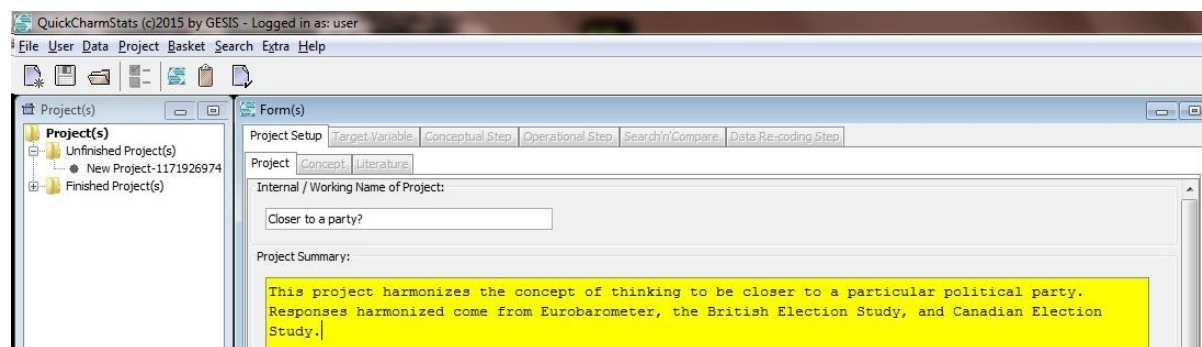 QuickCharmStats (c)2015 by GESIS - Logged in as: user
File User Data Project Basket Search Extra Help
Project(s)
Project(s)
Unfinished Project(s)
New Project-1171926974
Finished Project(s)
Form(s)
Project Setup Target Variable Conceptual Step Operational Step Search'n'Compare Data Re-coding Step
Project Concept Literature
Internal / Working Name of Project:
Closer to a party?
Project Summary:
This project harmonizes the concept of thinking to be closer to a particular political party.
Responses harmonized come from Eurobarometer, the British Election Study, and Canadian Election
Study.